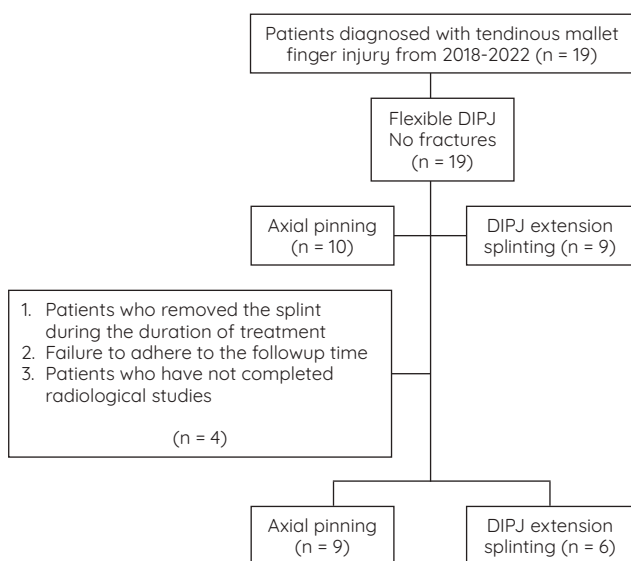 Patients diagnosed with tendinous mallet
finger injury from 2018-2022 (n = 19)
Flexible DIPJ
No fractures
(n = 19)
Axial pinning
(n = 10)
DIPJ extension
splinting (n = 9)
1. Patients who removed the splint
during the duration of treatment
2. Failure to adhere to the followup time
3. Patients who have not completed
radiological studies
(n = 4)
Axial pinning
(n = 9)
DIPJ extension
splinting (n = 6)